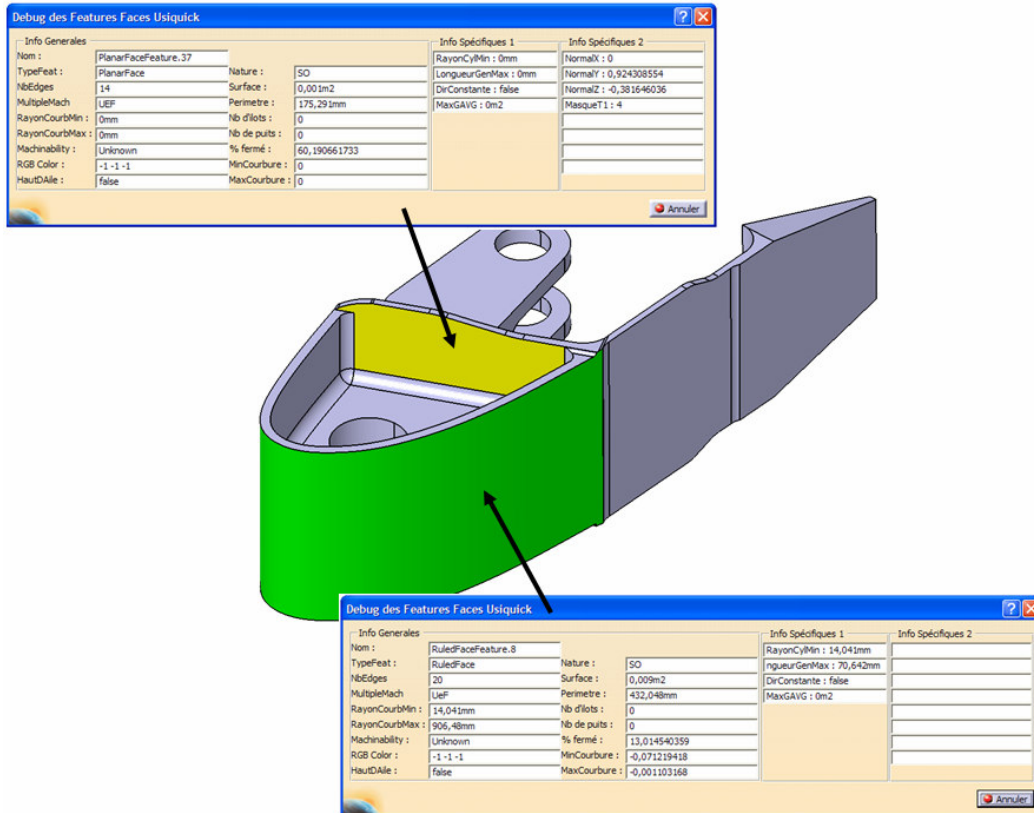 Debug des Features Faces Usiquick
Info Generales
Info Spécifiques 1
Info Spécifiques 2
Nom : PlanarFaceFeature.37
TypeFeat : PlanarFace Nature : SO
NbEdges 14 Surface : 0,001m2
MultipleMach UEF Perimetre : 175,291mm
RayonCourbMin : 0mm Nb d'ilots : 0
RayonCourbMax : 0mm Nb de puits : 0
Machinability : Unknown % fermé : 60,190661733
RGB Color : -1 -1 -1 MinCourbure : 0
HautDAile : false MaxCourbure : 0
RayonCylMin : 0mm
LongueurGenMax : 0mm
DirConstante : false
MaxGAVG : 0m2
NormalX : 0
NormalY : 0,924308554
NormalZ : -0,381646036
MasqueT1 : 4
Annuler
Debug des Features Faces Usiquick
Info Generales
Info Spécifiques 1
Info Spécifiques 2
Nom : RuledFaceFeature.8
TypeFeat : RuledFace Nature : SO
NbEdges 20 Surface : 0,009m2
MultipleMach UeF Perimetre : 432,048mm
RayonCourbMin : 14,041mm Nb d'ilots : 0
RayonCourbMax : 906,48mm Nb de puits : 0
Machinability : Unknown % fermé : 13,014540359
RGB Color : -1 -1 -1 MinCourbure : -0,071219418
HautDAile : false MaxCourbure : -0,001103168
RayonCylMin : 14,041mm
ngueurGenMax : 70,642mm
DirConstante : false
MaxGAVG : 0m2
Annuler